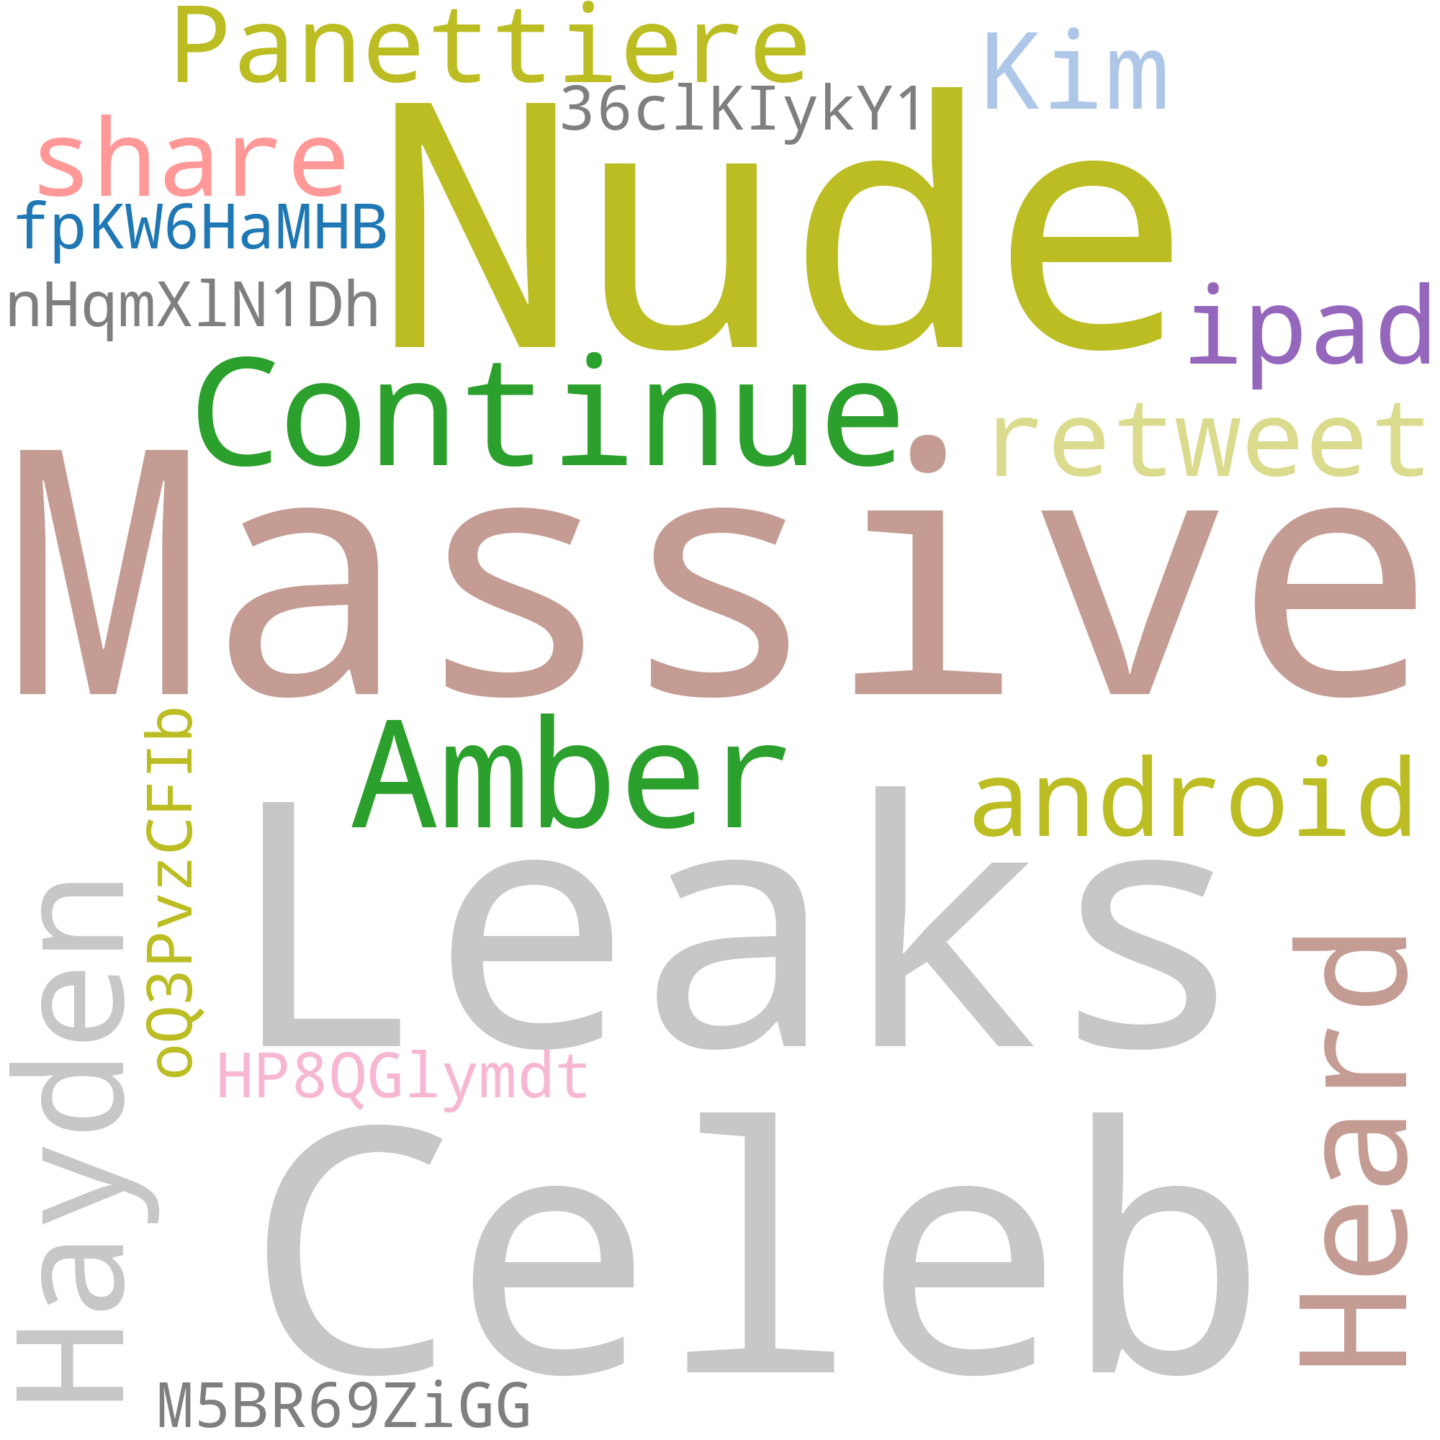 Panettiere
Kim
36clKIykY1
Nude
share
fpKW6HaMHB
nHqmXlN1Dh
ipad
Continue
retweet
Massive
Amber
android
oQ3PvzCFIb
Leaks
Hayden
Heard
HP8QGlymdt
Celeb
M5BR69ZiGG